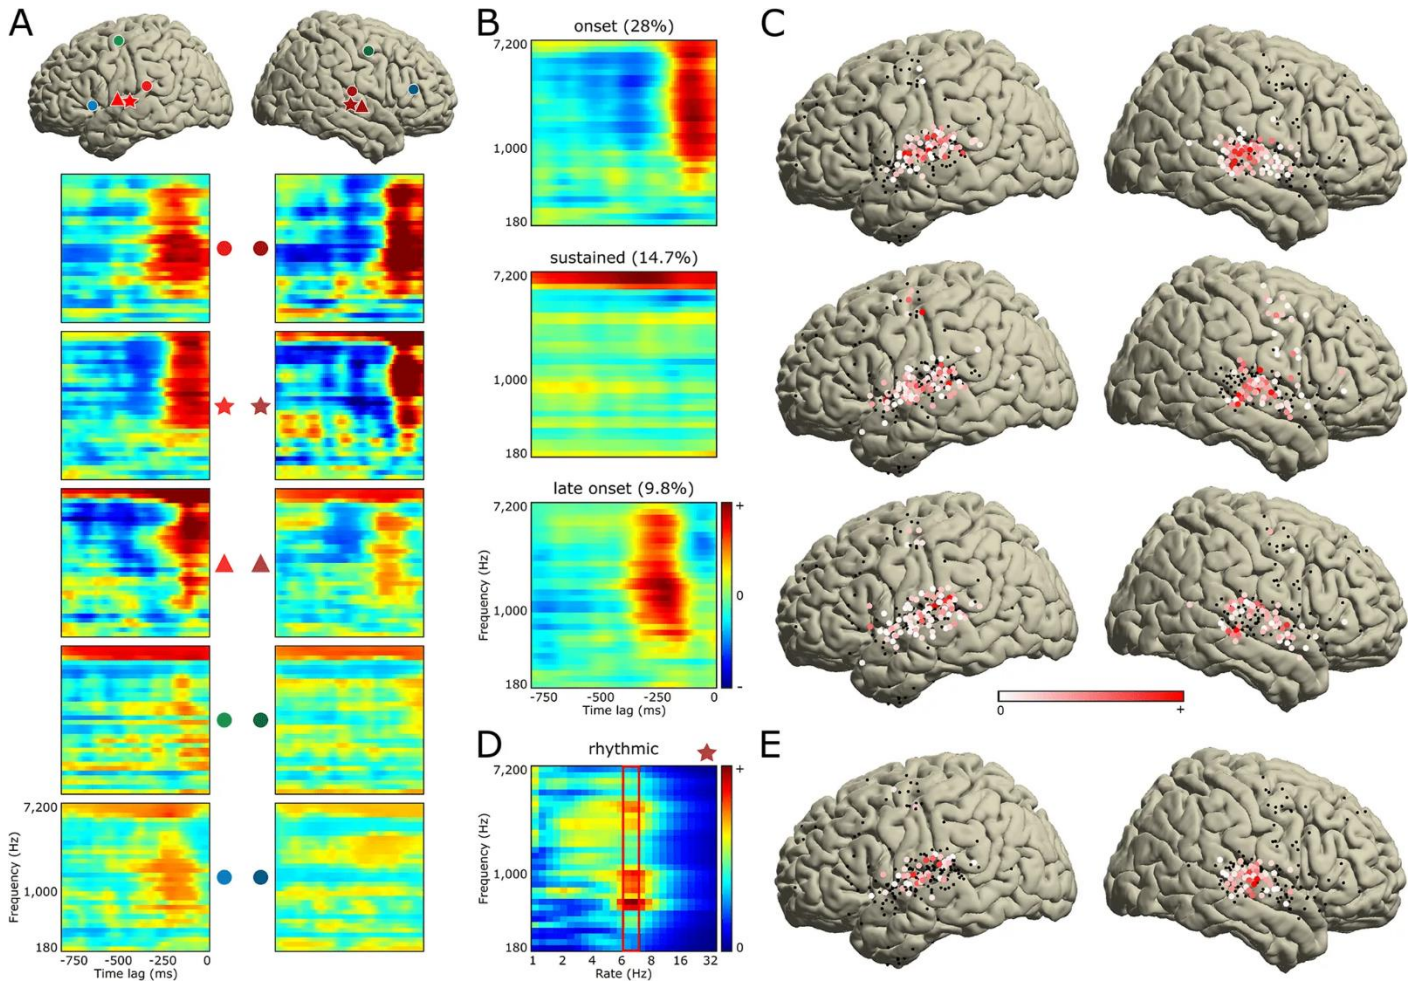 A
B
C
onset (28%)
7,200
1,000
180
sustained (14.7%)
7,200
1,000
180
late onset (9.8%)
7,200
1,000
180
Frequency (Hz)
+
0
-
-750
-500
-250
0
Time lag (ms)
0
+
7,200
1,000
180
Frequency (Hz)
-750
-500
-250
0
Time lag (ms)
D
rhythmic
7,200
1,000
180
Frequency (Hz)
+
0
1
2
4
6
8
16
32
Rate (Hz)
E